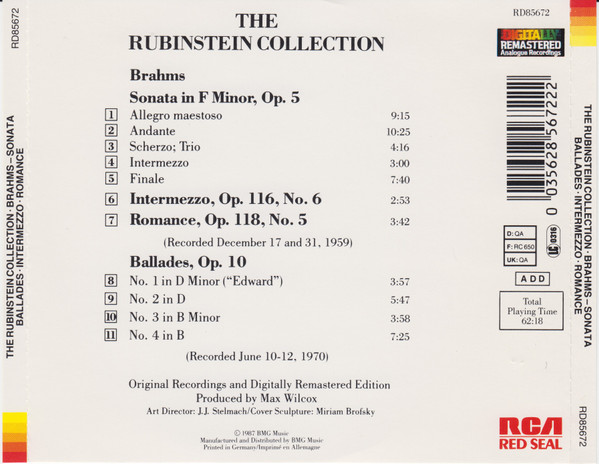 RD85672
THE RUBINSTEIN COLLECTION · BRAHMS – SONATA
BALLADES · INTERMEZZO · ROMANCE
THE
RUBINSTEIN COLLECTION
Brahms
Sonata in F Minor, Op. 5
1 Allegro maestoso 9:15
2 Andante 10:25
3 Scherzo; Trio 4:16
4 Intermezzo 3:00
5 Finale 7:40
6 Intermezzo, Op. 116, No. 6 2:53
7 Romance, Op. 118, No. 5 3:42
(Recorded December 17 and 31, 1959)
Ballades, Op. 10
8 No. 1 in D Minor (“Edward”) 3:57
9 No. 2 in D 5:47
10 No. 3 in B Minor 3:58
11 No. 4 in B 7:25
(Recorded June 10-12, 1970)
Original Recordings and Digitally Remastered Edition
Produced by Max Wilcox
Art Director: J.J. Stelmach/Cover Sculpture: Miriam Brofsky
© 1987 BMG Music
Manufactured and Distributed by BMG Music
Printed in Germany/Imprimé en Allemagne
RD85672
DIGITALLY
REMASTERED
Analogue Recordings
0 035628 567222
D: QA
F: RC 650
UK: QA
LC 0316
A D D
Total
Playing Time
62:18
RCA
RED SEAL
THE RUBINSTEIN COLLECTION · BRAHMS – SONATA
BALLADES · INTERMEZZO · ROMANCE
RD85672